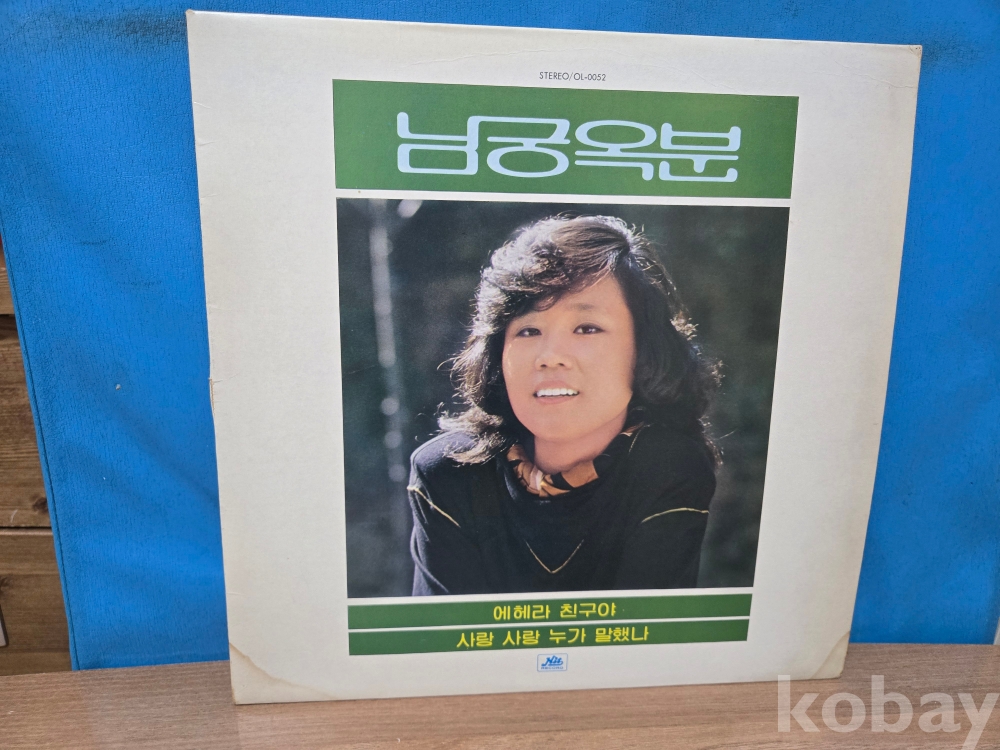 STEREO/OL-0052
남궁옥분
에헤라 친구야
사랑 사랑 누가 말했나
Nit
kobay